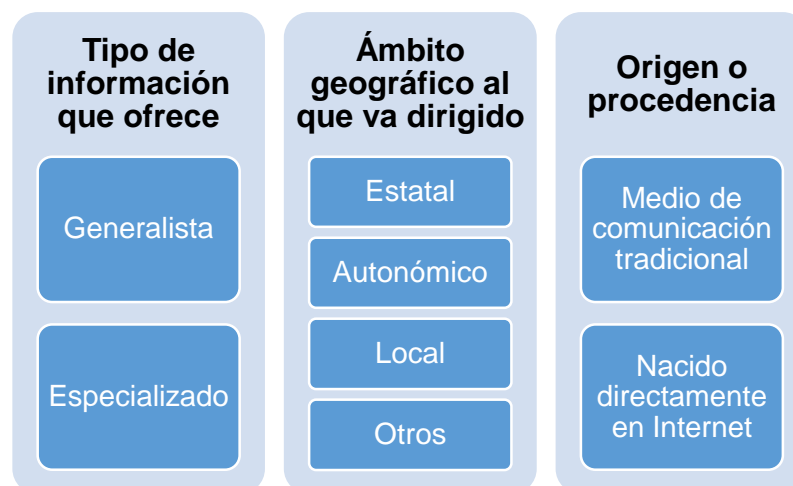 Tipo de
información
que ofrece
Generalista
Especializado
Ámbito
geográfico al
que va dirigido
Estatal
Autonómico
Local
Otros
Origen o
procedencia
Medio de
comunicación
tradicional
Nacido
directamente
en Internet